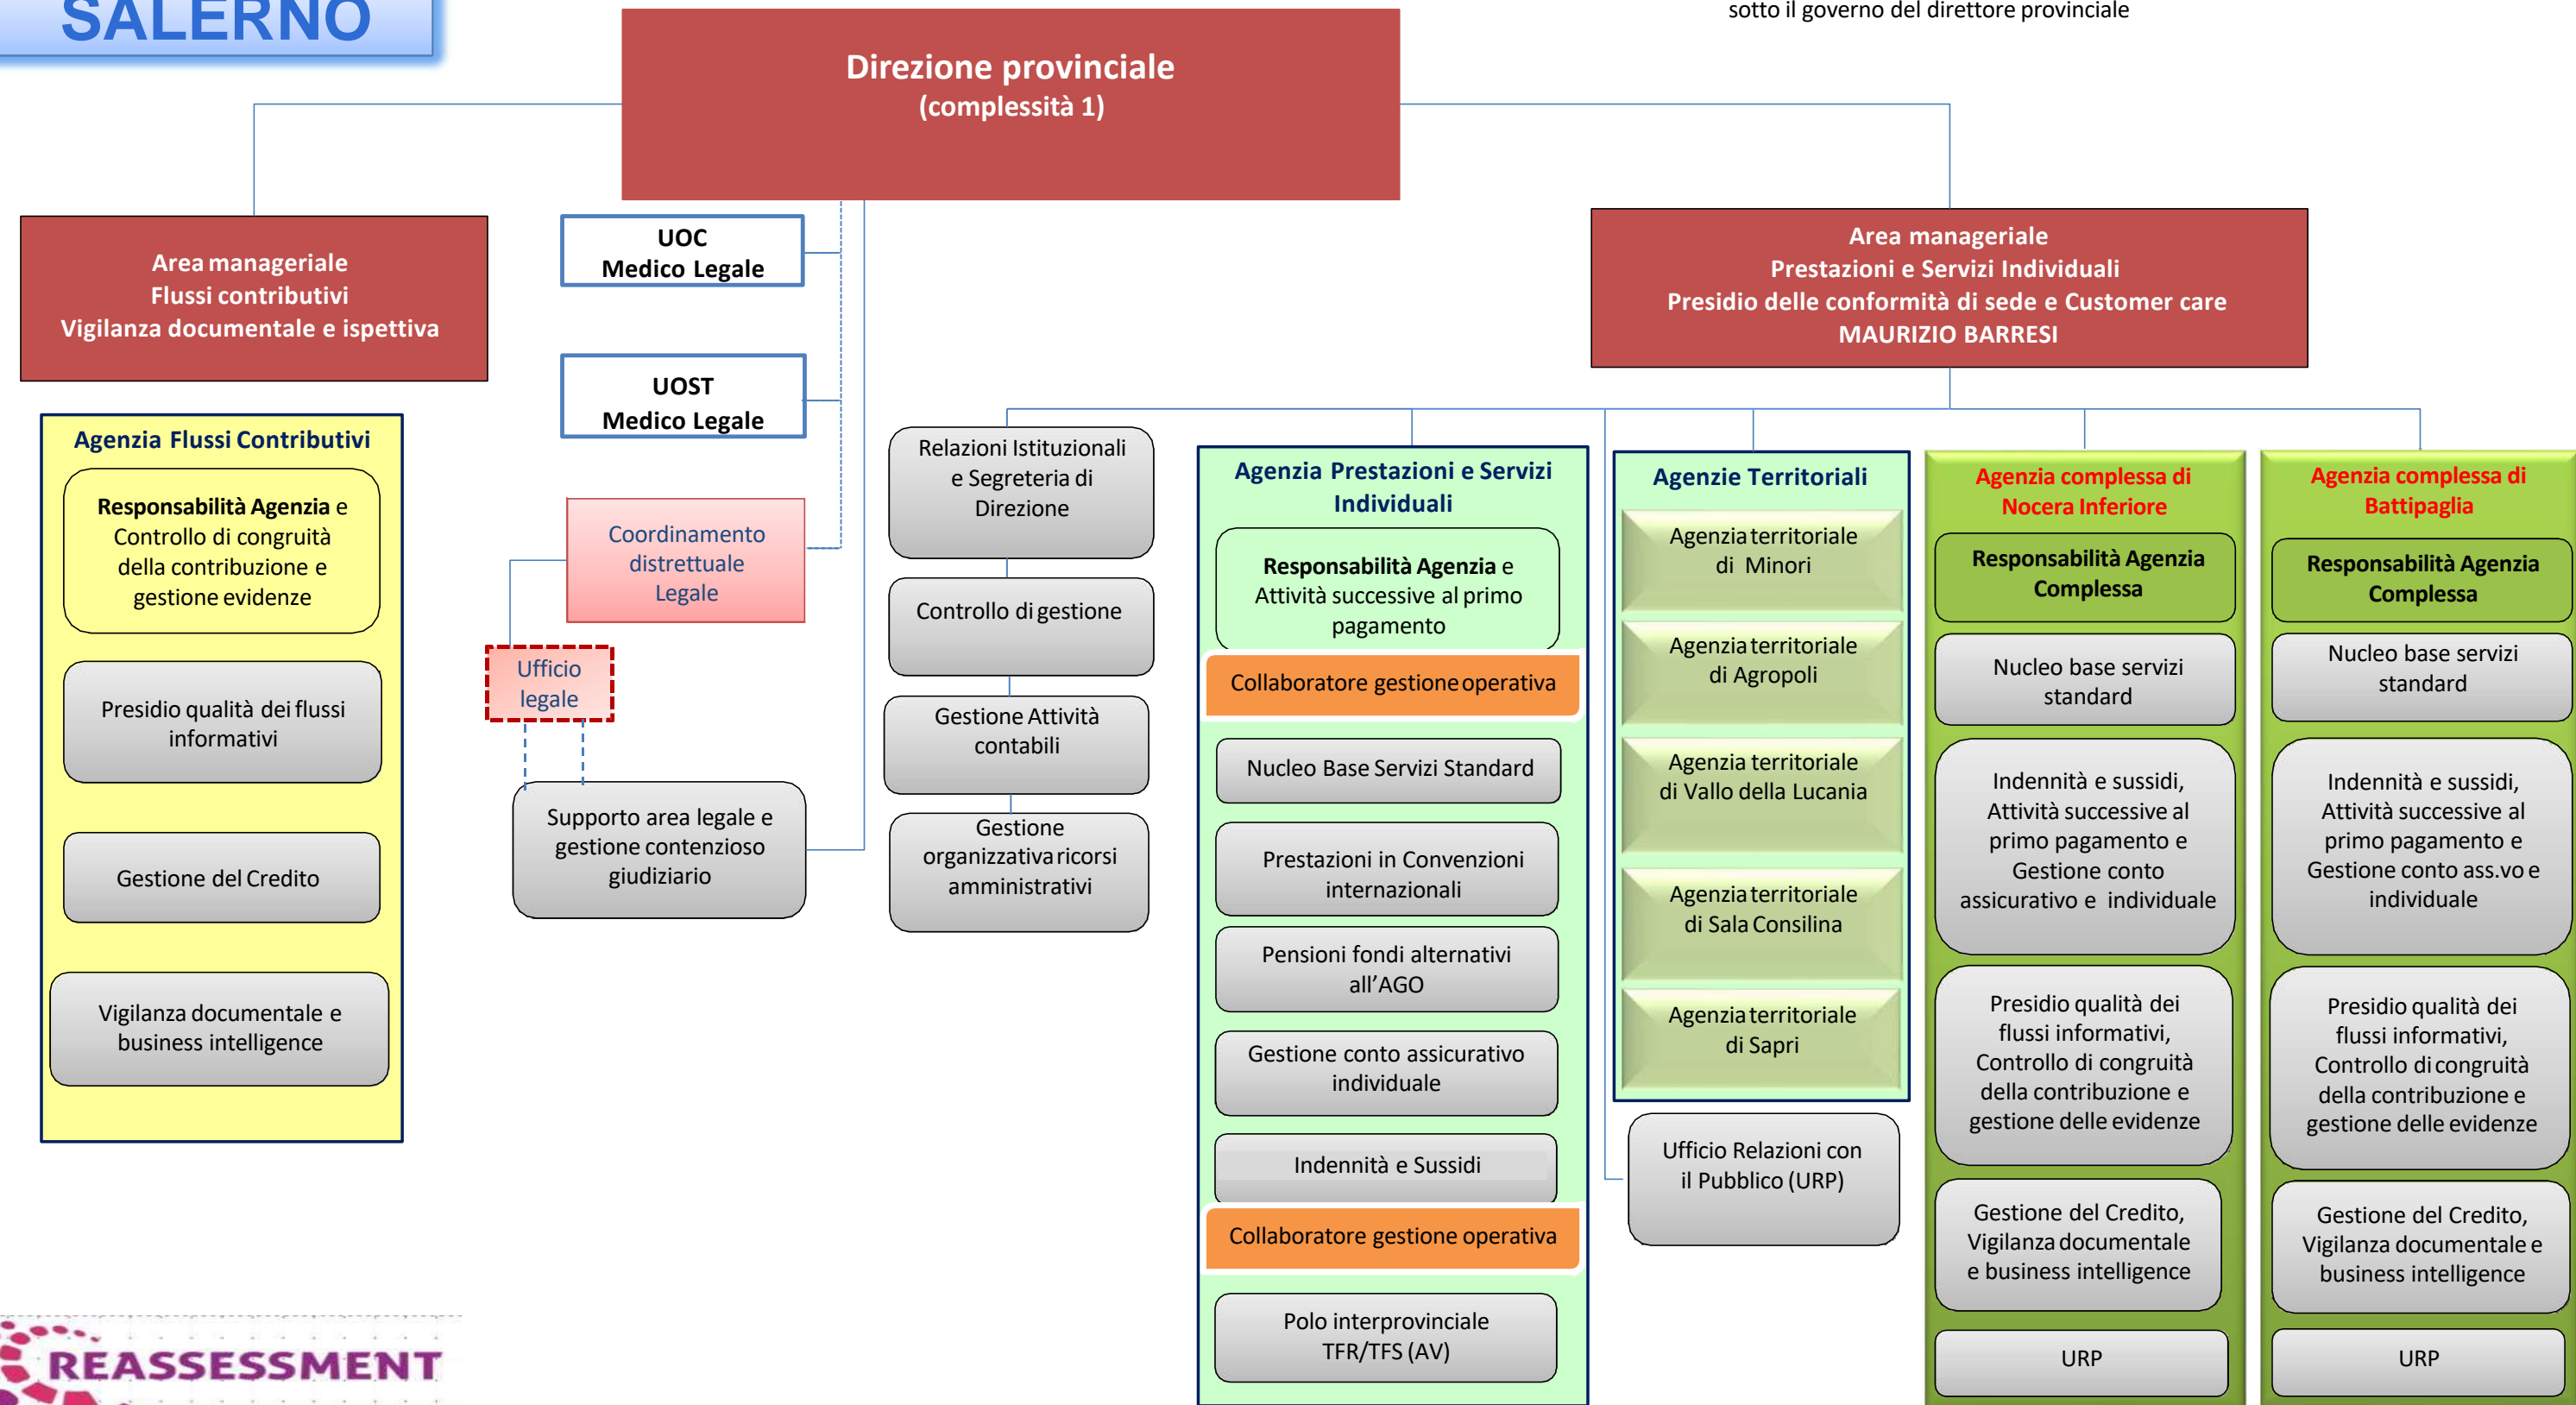 SALERNO
sotto il governo del direttore provinciale
Direzione provinciale
(complessità 1)
Area manageriale
Flussi contributivi
Vigilanza documentale e ispettiva
UOC
Medico Legale
UOST
Medico Legale
Area manageriale
Prestazioni e Servizi Individuali
Presidio delle conformità di sede e Customer care
MAURIZIO BARRESI
Agenzia Flussi Contributivi
Responsabilità Agenzia e
Controllo di congruità
della contribuzione e
gestione evidenze
Presidio qualità dei flussi
informativi
Gestione del Credito
Vigilanza documentale e
business intelligence
Coordinamento
distrettuale
Legale
Ufficio
legale
Supporto area legale e
gestione contenzioso
giudiziario
Relazioni Istituzionali
e Segreteria di
Direzione
Controllo di gestione
Gestione Attività
contabili
Gestione
organizzativa ricorsi
amministrativi
Agenzia Prestazioni e Servizi
Individuali
Responsabilità Agenzia e
Attività successive al primo
pagamento
Collaboratore gestione operativa
Nucleo Base Servizi Standard
Prestazioni in Convenzioni
internazionali
Pensioni fondi alternativi
all’AGO
Gestione conto assicurativo
individuale
Indennità e Sussidi
Collaboratore gestione operativa
Polo interprovinciale
TFR/TFS (AV)
Agenzie Territoriali
Agenzia territoriale
di Minori
Agenzia territoriale
di Agropoli
Agenzia territoriale
di Vallo della Lucania
Agenzia territoriale
di Sala Consilina
Agenzia territoriale
di Sapri
Ufficio Relazioni con
il Pubblico (URP)
Agenzia complessa di
Nocera Inferiore
Responsabilità Agenzia
Complessa
Nucleo base servizi
standard
Indennità e sussidi,
Attività successive al
primo pagamento e
Gestione conto
assicurativo e individuale
Presidio qualità dei
flussi informativi,
Controllo di congruità
della contribuzione e
gestione delle evidenze
Gestione del Credito,
Vigilanza documentale
e business intelligence
URP
Agenzia complessa di
Battipaglia
Responsabilità Agenzia
Complessa
Nucleo base servizi
standard
Indennità e sussidi,
Attività successive al
primo pagamento e
Gestione conto ass.vo e
individuale
Presidio qualità dei
flussi informativi,
Controllo di congruità
della contribuzione e
gestione delle evidenze
Gestione del Credito,
Vigilanza documentale e
business intelligence
URP
REASSESSMENT